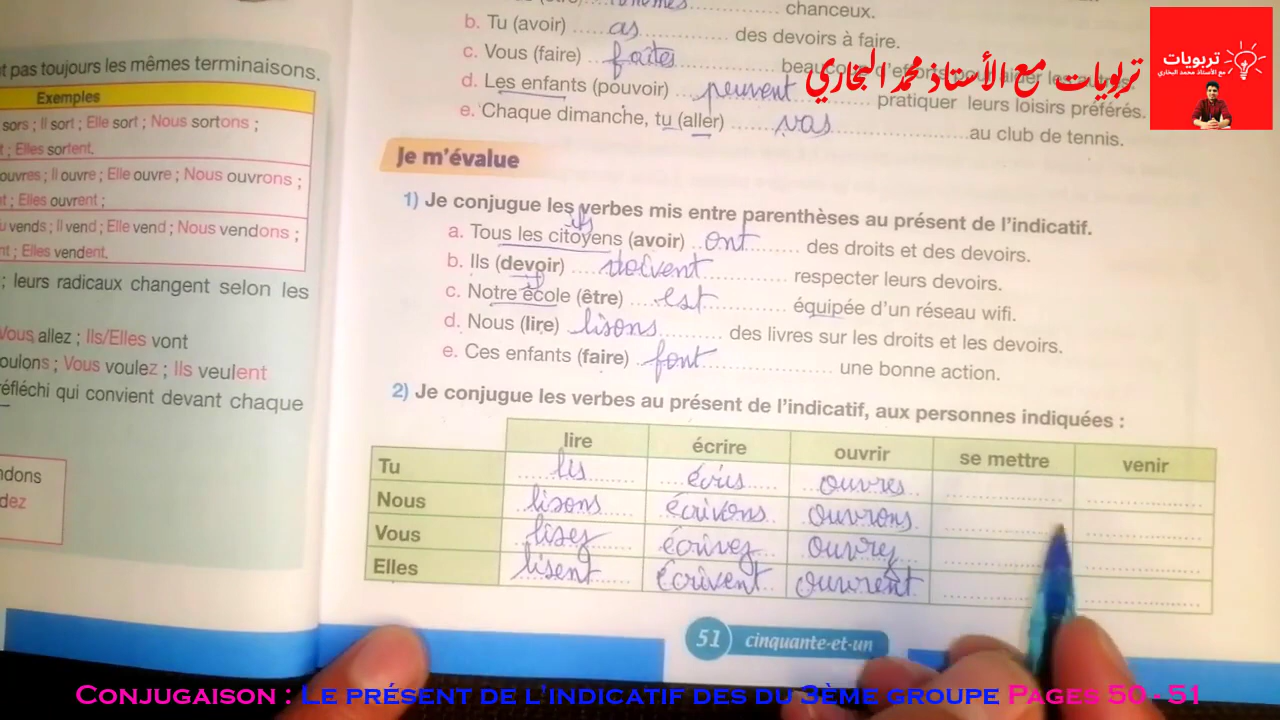 chanceux.
b. Tu (avoir) as des devoirs à faire.
c. Vous (faire) faites
تربويات مع الأستاذ محمد البخاري
تربويات
مع الأستاذ محمد البخاري
d. Les enfants (pouvoir) peuvent pratiquer leurs loisirs préférés.
e. Chaque dimanche, tu (aller) vas au club de tennis.
pas toujours les mêmes terminaisons.
Exemples
sors ; Il sort ; Elle sort ; Nous sortons ;
Elles sortent.
ouvres ; Il ouvre ; Elle ouvre ; Nous ouvrons ;
Elles ouvrent ;
vends ; Il vend ; Elle vend ; Nous vendons ;
Elles vendent.
; leurs radicaux changent selon les
Vous allez ; Ils/Elles vont
Vous voulez ; Ils veulent
réfléchi qui convient devant chaque
Je m'évalue
1) Je conjugue les verbes mis entre parenthèses au présent de l'indicatif.
ils
a. Tous les citoyens (avoir) ont des droits et des devoirs.
b. Ils (devoir) doivent respecter leurs devoirs.
c. Notre école (être) est équipée d'un réseau wifi.
d. Nous (lire) lisons des livres sur les droits et les devoirs.
e. Ces enfants (faire) font une bonne action.
2) Je conjugue les verbes au présent de l'indicatif, aux personnes indiquées :
lire écrire ouvrir se mettre venir
Tu lis écris ouvres
Nous lisons écrivons ouvrons
Vous lisez écrivez ouvrez
Elles lisent écrivent ouvrent
51 cinquante-et-un
Conjugaison : Le présent de l'indicatif des du 3ème groupe Pages 50 - 51